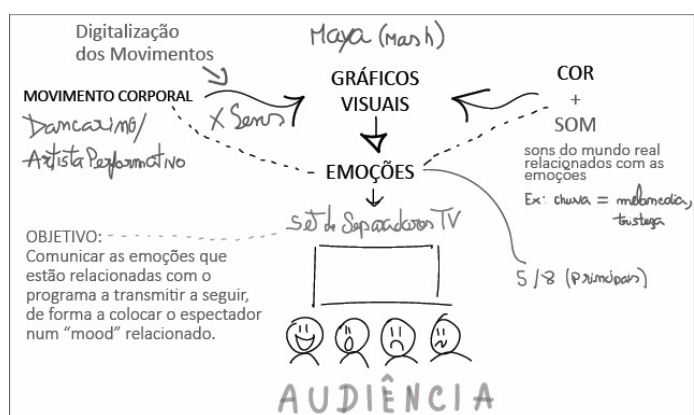 Digitalização
dos Movimentos
Maya (Mash)
MOVIMENTO CORPORAL
Dancarino/
Artista Performativo
X Sens
GRÁFICOS
VISUAIS
COR
+
SOM
sons do mundo real
relacionados com as
emoções
Ex: chuva = melancolia,
tristeza
EMOÇÕES
Set de Separadores TV
5/8 (Principais)
OBJETIVO:
Comunicar as emoções que
estão relacionadas com o
programa a transmitir a seguir,
de forma a colocar o espectador
num “mood” relacionado.
AUDIÊNCIA